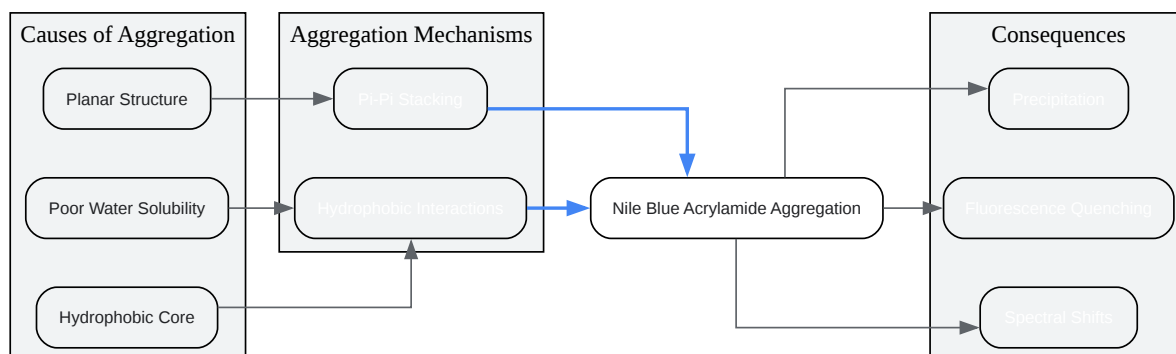 Causes of Aggregation
Planar Structure
Poor Water Solubility
Hydrophobic Core
Aggregation Mechanisms
Pi-Pi Stacking
Hydrophobic Interactions
Nile Blue Acrylamide Aggregation
Consequences
Precipitation
Fluorescence Quenching
Spectral Shifts